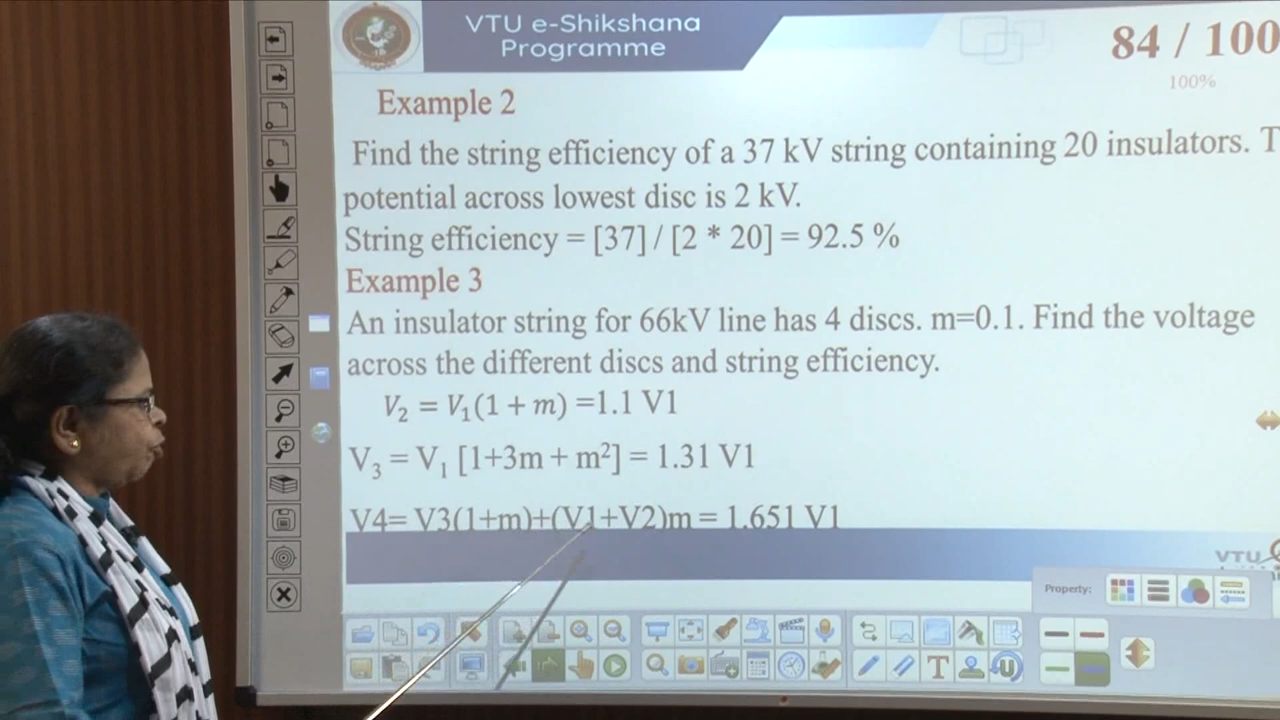 VTU e-Shikshana
Programme
84 / 100
100%
Example 2
Find the string efficiency of a 37 kV string containing 20 insulators. T
potential across lowest disc is 2 kV.
String efficiency = [37] / [2 * 20] = 92.5 %
Example 3
An insulator string for 66kV line has 4 discs. m=0.1. Find the voltage
across the different discs and string efficiency.
V₂ = V₁(1 + m) =1.1 V1
V₃ = V₁ [1+3m + m²] = 1.31 V1
V4= V3(1+m)+(V1+V2)m = 1.651 V1
VTU
Property: